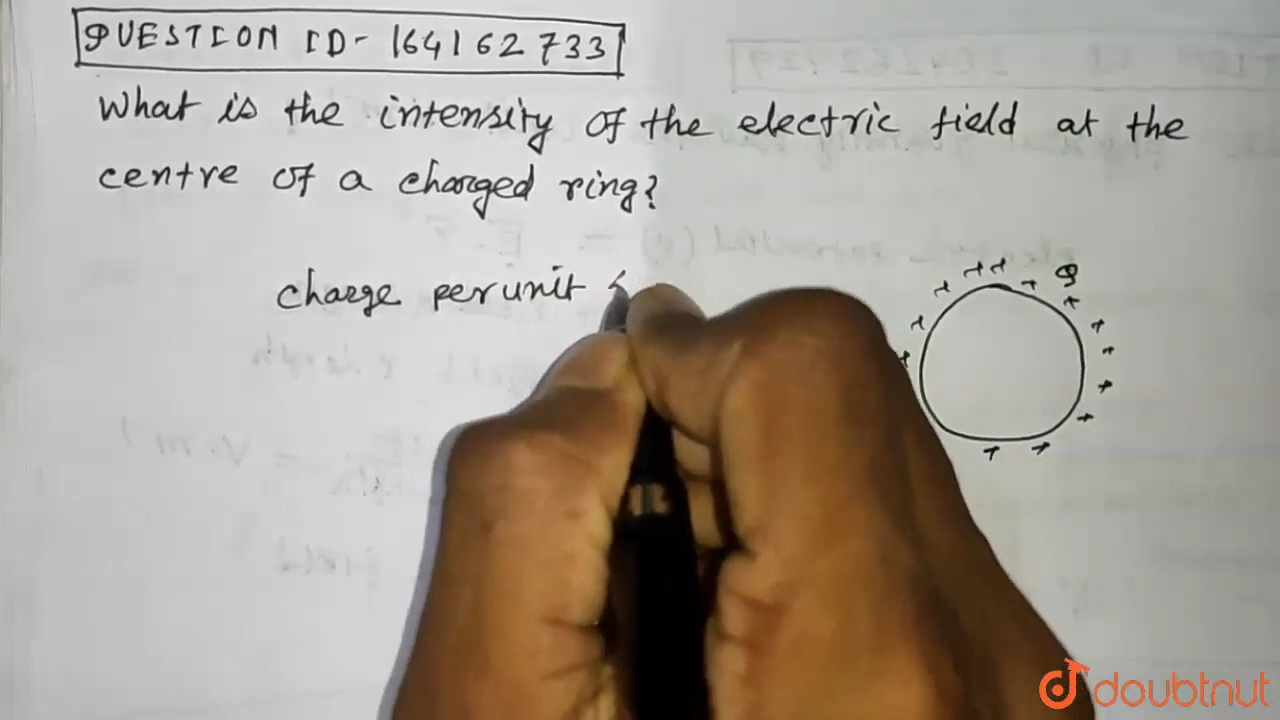 QUESTION ID- 164162733
What is the intensity of the electric field at the
centre of a charged ring?
charge per unit
Q
doubtnut